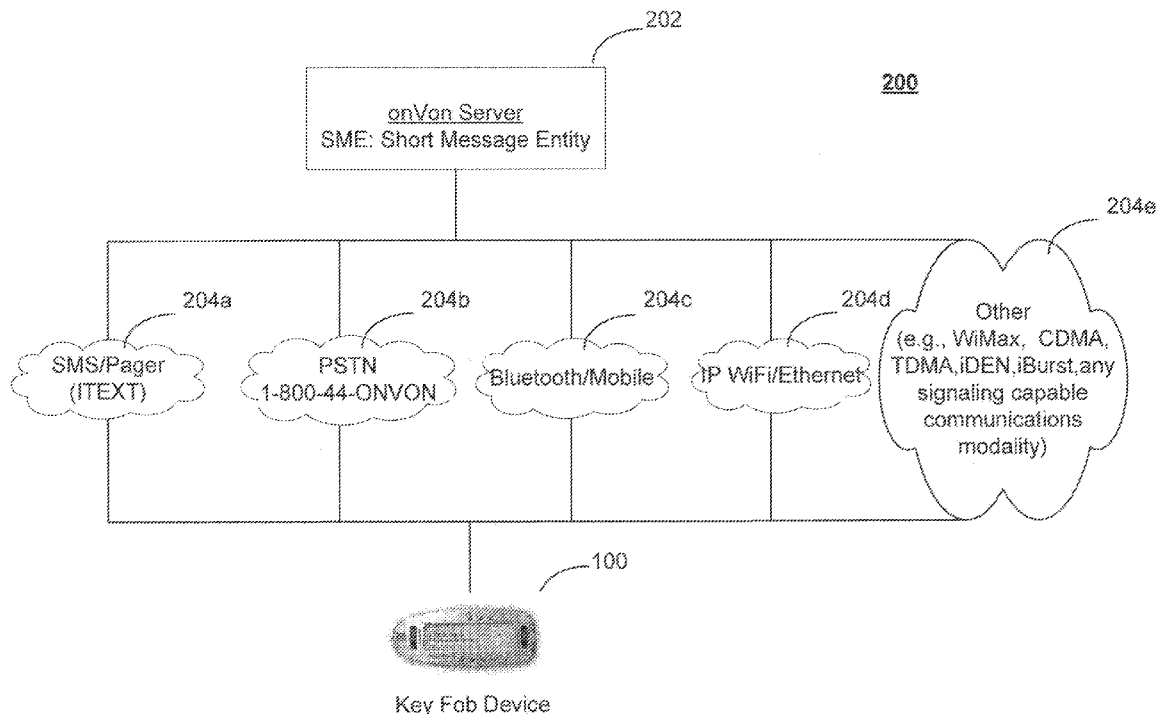 202
200
onVon Server
SME: Short Message Entity
204e
204a
204b
204c
204d
SMS/Pager
(ITEXT)
PSTN
1-800-44-ONVON
Bluetooth/Mobile
IP WiFi/Ethernet
Other
(e.g., WiMax, CDMA,
TDMA,iDEN,iBurst,any
signaling capable
communications
modality)
100
Key Fob Device